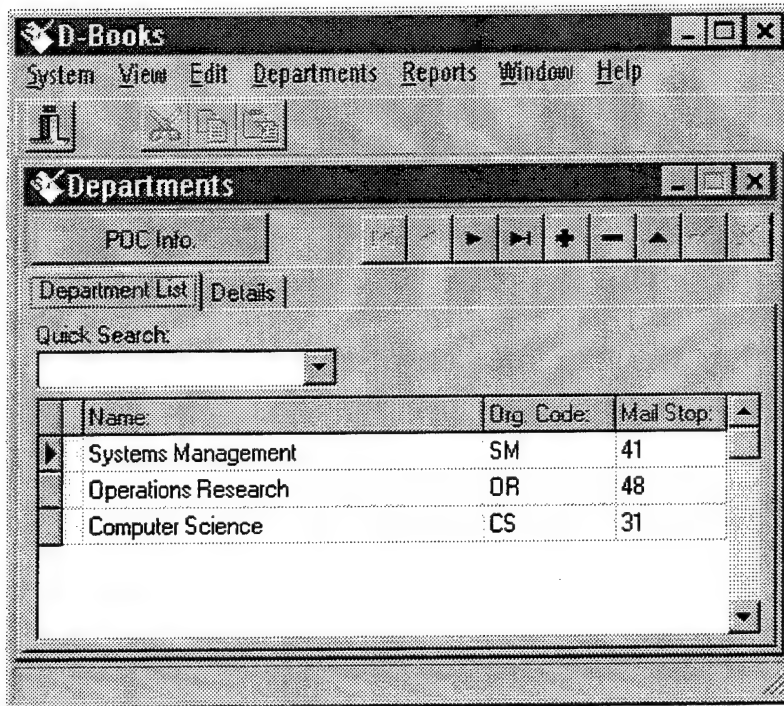 D-Books
System View Edit Departments Reports Window Help
Departments
POC Info.
Department List Details
Quick Search:
Name: Org. Code: Mail Stop:
Systems Management SM 41
Operations Research OR 48
Computer Science CS 31